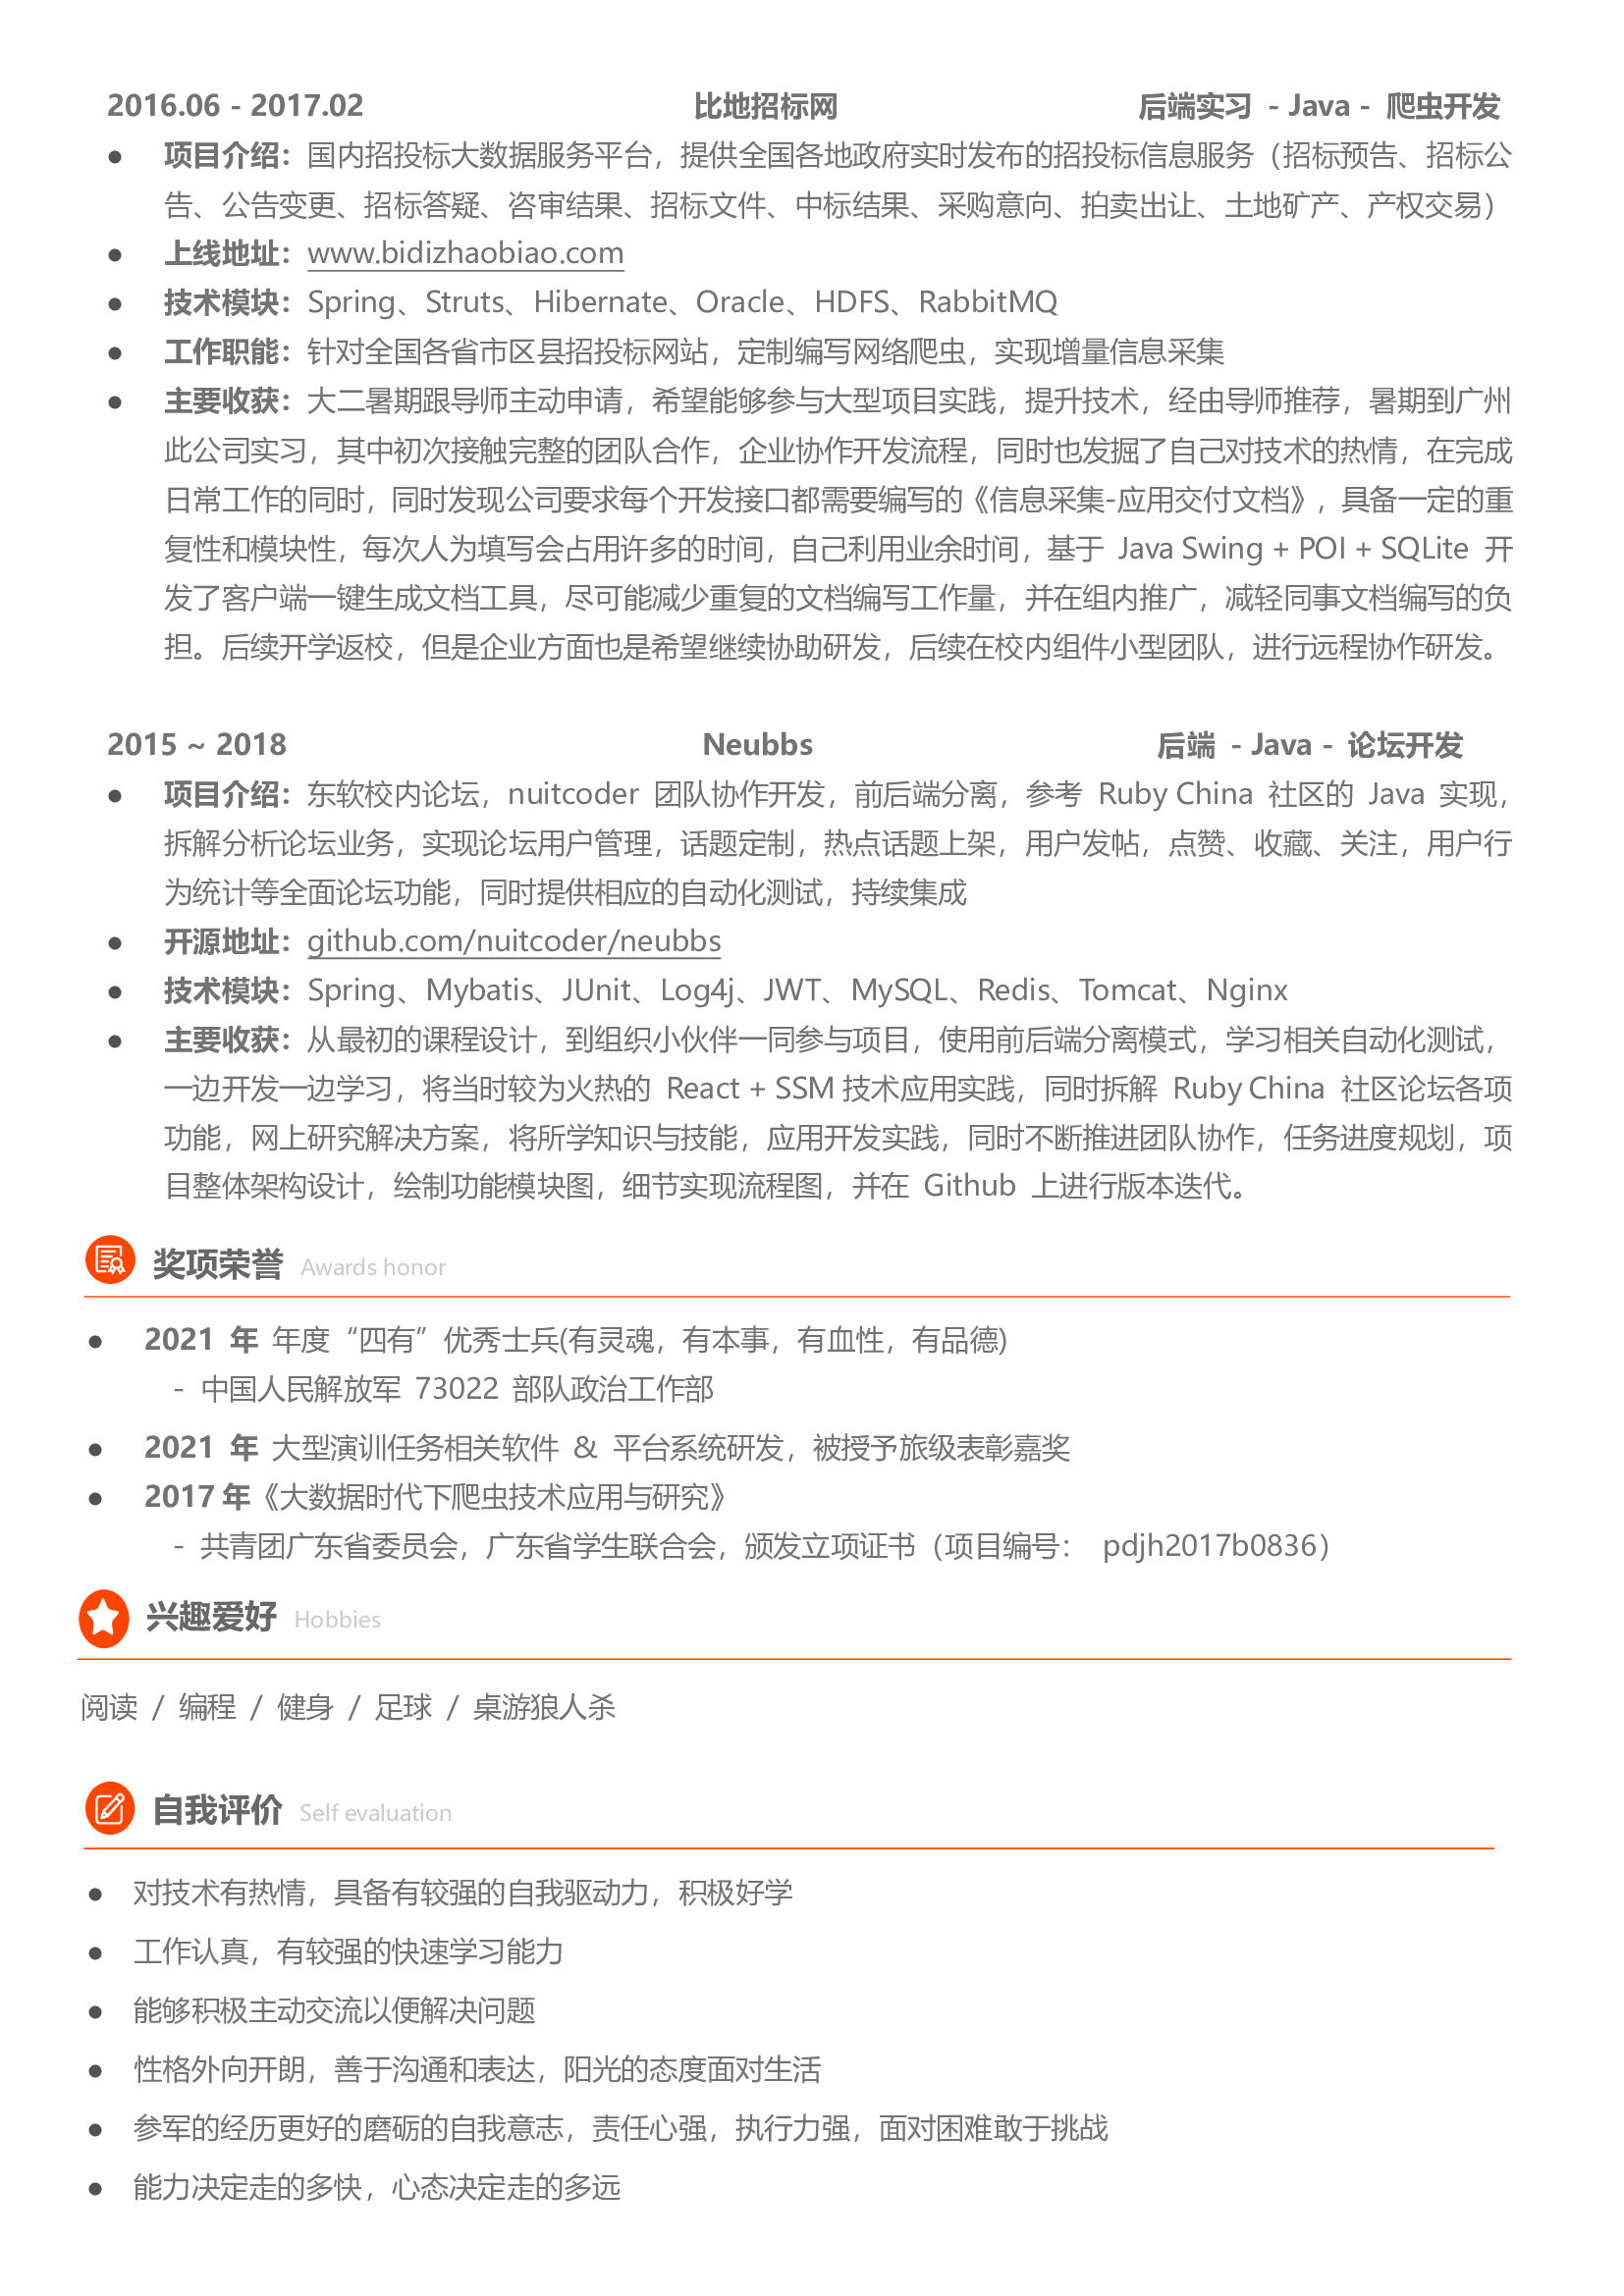 2016.06 - 2017.02 比地招标网 后端实习 - Java - 爬虫开发
● 项目介绍：国内招投标大数据服务平台，提供全国各地政府实时发布的招投标信息服务（招标预告、招标公
告、公告变更、招标答疑、咨审结果、招标文件、中标结果、采购意向、拍卖出让、土地矿产、产权交易）
● 上线地址：www.bidizhaobiao.com
● 技术模块：Spring、Struts、Hibernate、Oracle、HDFS、RabbitMQ
● 工作职能：针对全国各省市区县招投标网站，定制编写网络爬虫，实现增量信息采集
● 主要收获：大二暑期跟导师主动申请，希望能够参与大型项目实践，提升技术，经由导师推荐，暑期到广州
此公司实习，其中初次接触完整的团队合作，企业协作开发流程，同时也发掘了自己对技术的热情，在完成
日常工作的同时，同时发现公司要求每个开发接口都需要编写的《信息采集-应用交付文档》，具备一定的重
复性和模块性，每次人为填写会占用许多的时间，自己利用业余时间，基于 Java Swing + POI + SQLite 开
发了客户端一键生成文档工具，尽可能减少重复的文档编写工作量，并在组内推广，减轻同事文档编写的负
担。后续开学返校，但是企业方面也是希望继续协助研发，后续在校内组件小型团队，进行远程协作研发。
2015 ~ 2018 Neubbs 后端 - Java - 论坛开发
● 项目介绍：东软校内论坛，nuitcoder 团队协作开发，前后端分离，参考 Ruby China 社区的 Java 实现，
拆解分析论坛业务，实现论坛用户管理，话题定制，热点话题上架，用户发帖，点赞、收藏、关注，用户行
为统计等全面论坛功能，同时提供相应的自动化测试，持续集成
● 开源地址：github.com/nuitcoder/neubbs
● 技术模块：Spring、Mybatis、JUnit、Log4j、JWT、MySQL、Redis、Tomcat、Nginx
● 主要收获：从最初的课程设计，到组织小伙伴一同参与项目，使用前后端分离模式，学习相关自动化测试，
一边开发一边学习，将当时较为火热的 React + SSM 技术应用实践，同时拆解 Ruby China 社区论坛各项
功能，网上研究解决方案，将所学知识与技能，应用开发实践，同时不断推进团队协作，任务进度规划，项
目整体架构设计，绘制功能模块图，细节实现流程图，并在 Github 上进行版本迭代。
奖项荣誉 Awards honor
● 2021 年 年度“四有”优秀士兵(有灵魂，有本事，有血性，有品德)
- 中国人民解放军 73022 部队政治工作部
● 2021 年 大型演训任务相关软件 & 平台系统研发，被授予旅级表彰嘉奖
● 2017 年《大数据时代下爬虫技术应用与研究》
- 共青团广东省委员会，广东省学生联合会，颁发立项证书（项目编号： pdjh2017b0836）
兴趣爱好 Hobbies
阅读 / 编程 / 健身 / 足球 / 桌游狼人杀
自我评价 Self evaluation
● 对技术有热情，具备有较强的自我驱动力，积极好学
● 工作认真，有较强的快速学习能力
● 能够积极主动交流以便解决问题
● 性格外向开朗，善于沟通和表达，阳光的态度面对生活
● 参军的经历更好的磨砺的自我意志，责任心强，执行力强，面对困难敢于挑战
● 能力决定走的多快，心态决定走的多远